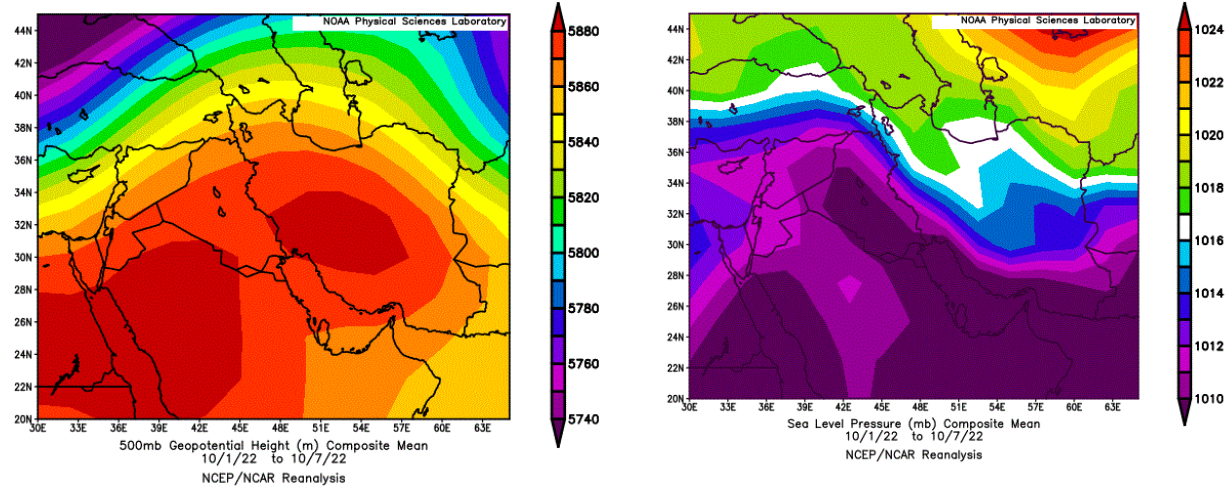 NOAA Physical Sciences Laboratory
44N
42N
40N
38N
36N
34N
32N
30N
28N
26N
24N
22N
20N
30E 33E 36E 39E 42E 45E 48E 51E 54E 57E 60E 63E
5880
5860
5840
5820
5800
5780
5760
5740
500mb Geopotential Height (m) Composite Mean
10/1/22 to 10/7/22
NCEP/NCAR Reanalysis
NOAA Physical Sciences Laboratory
44N
42N
40N
38N
36N
34N
32N
30N
28N
26N
24N
22N
20N
30E 33E 36E 39E 42E 45E 48E 51E 54E 57E 60E 63E
1024
1022
1020
1018
1016
1014
1012
1010
Sea Level Pressure (mb) Composite Mean
10/1/22 to 10/7/22
NCEP/NCAR Reanalysis